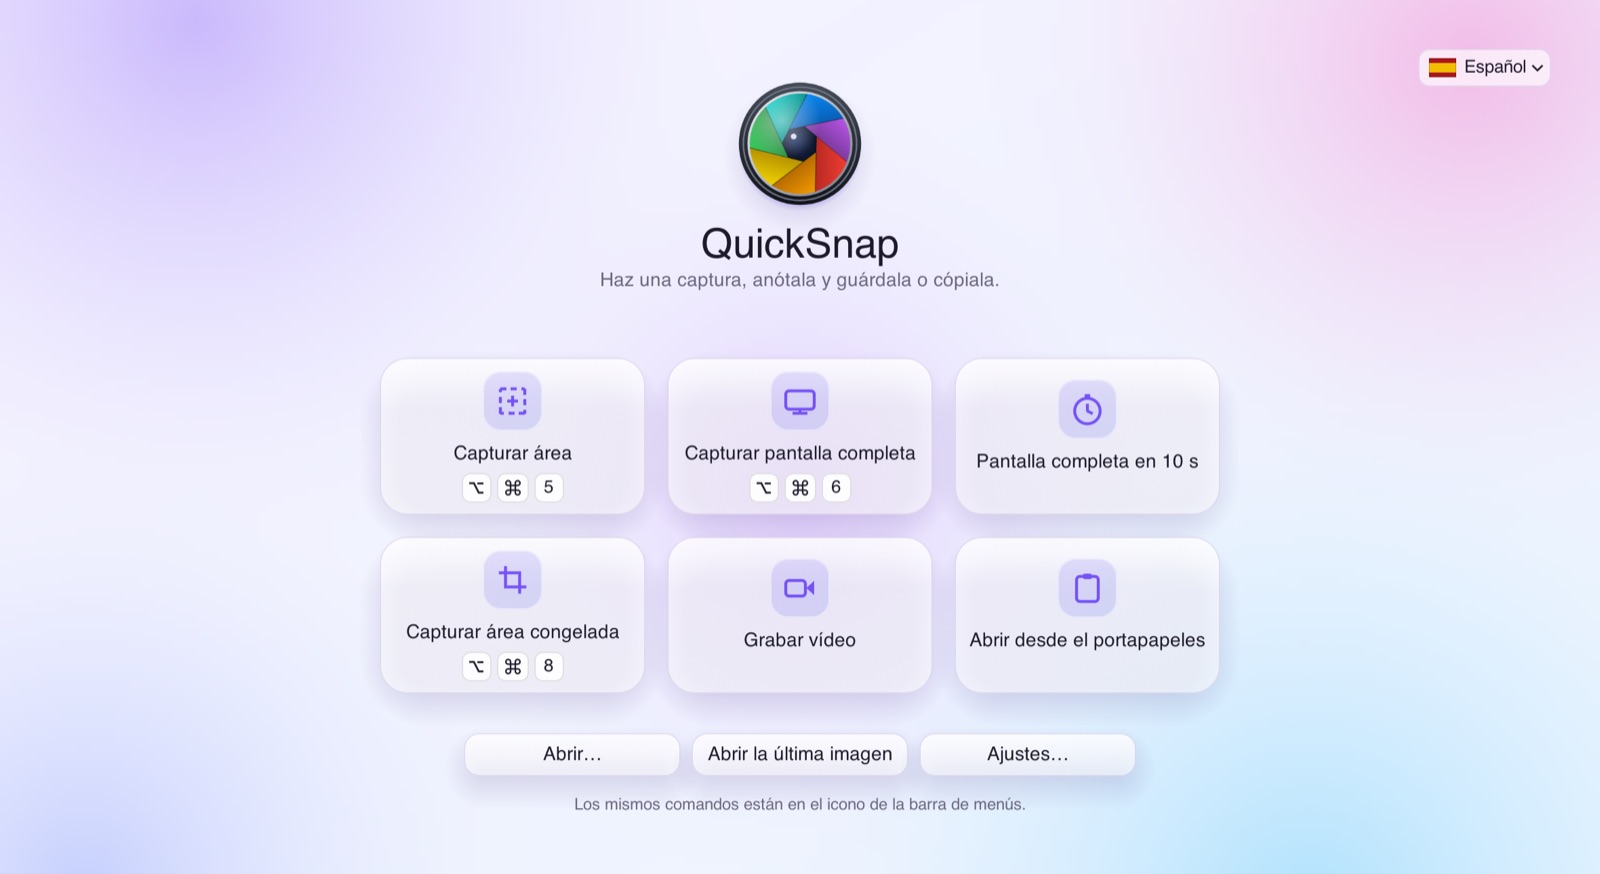 Español
QuickSnap
Haz una captura, anótala y guárdala o cópiala.
Capturar área
⌥ ⌘ 5
Capturar pantalla completa
⌥ ⌘ 6
Pantalla completa en 10 s
Capturar área congelada
⌥ ⌘ 8
Grabar vídeo
Abrir desde el portapapeles
Abrir…
Abrir la última imagen
Ajustes…
Los mismos comandos están en el icono de la barra de menús.